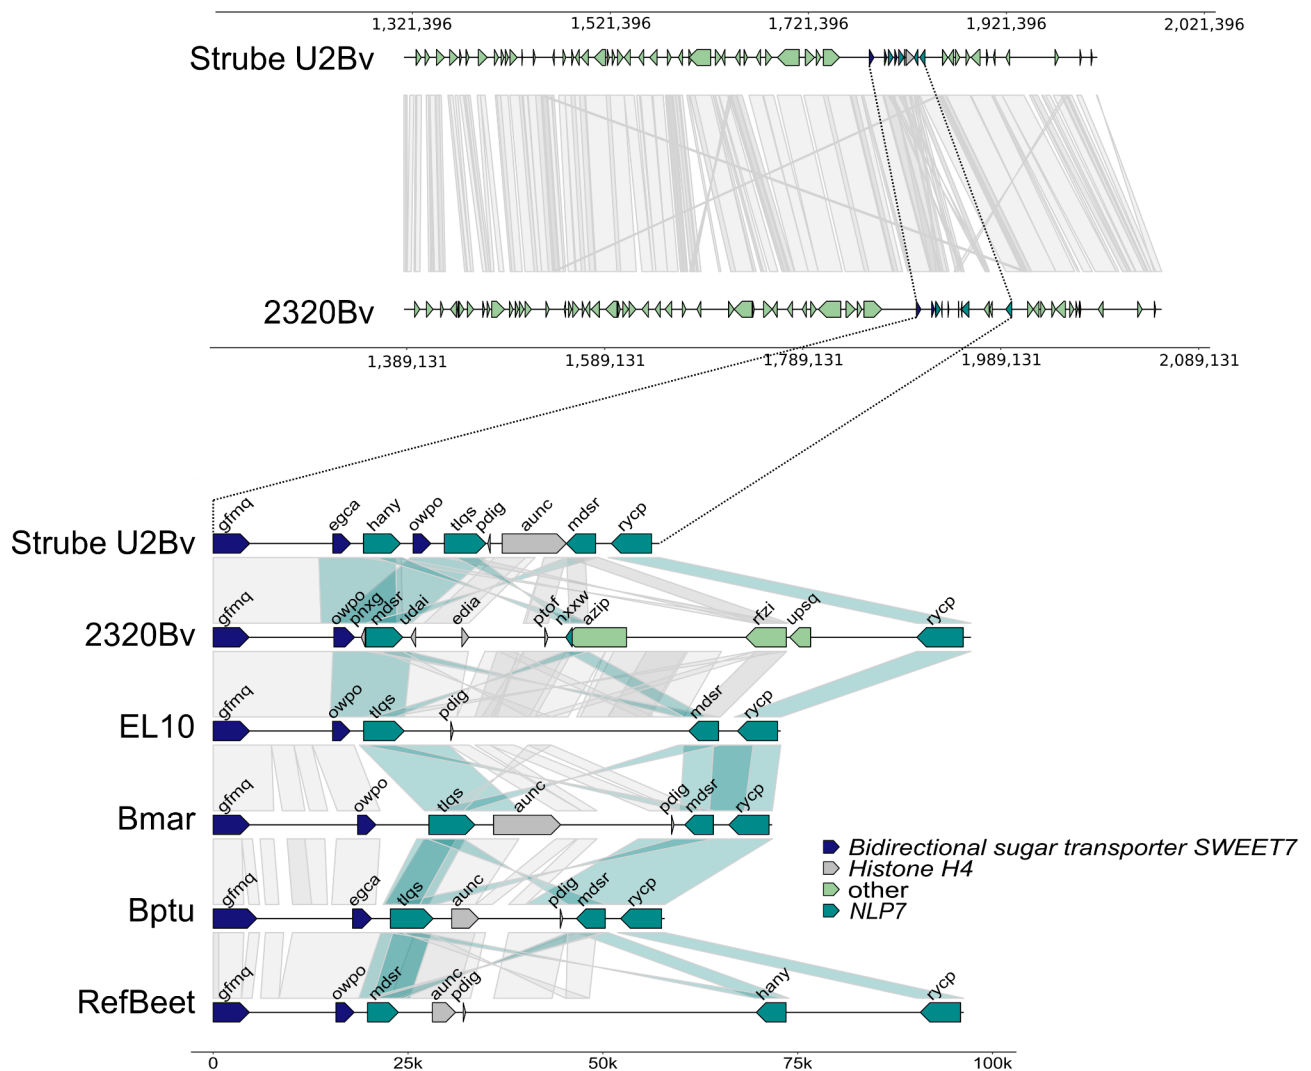 1,321,396 1,521,396 1,721,396 1,921,396 2,021,396
Strube U2Bv
2320Bv
1,389,131 1,589,131 1,789,131 1,989,131 2,089,131
gfmq egca hany owpo tlqs pdig aunc mdsr rycp
Strube U2Bv
gfmq owpo pnxg mdsr udai edia ptof nxxw azip rfzi upsq rycp
2320Bv
gfmq owpo tlqs pdig mdsr rycp
EL10
gfmq owpo tlqs aunc pdig mdsr rycp
Bmar
Bidirectional sugar transporter SWEET7
Histone H4
other
NLP7
gfmq egca tlqs aunc pdig mdsr rycp
Bptu
gfmq owpo mdsr aunc pdig hany rycp
RefBeet
0 25k 50k 75k 100k